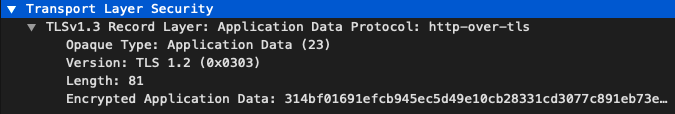 Transport Layer Security
TLSv1.3 Record Layer: Application Data Protocol: http-over-tls
Opaque Type: Application Data (23)
Version: TLS 1.2 (0x0303)
Length: 81
Encrypted Application Data: 314bf01691efcb945ec5d49e10cb28331cd3077c891eb73e…